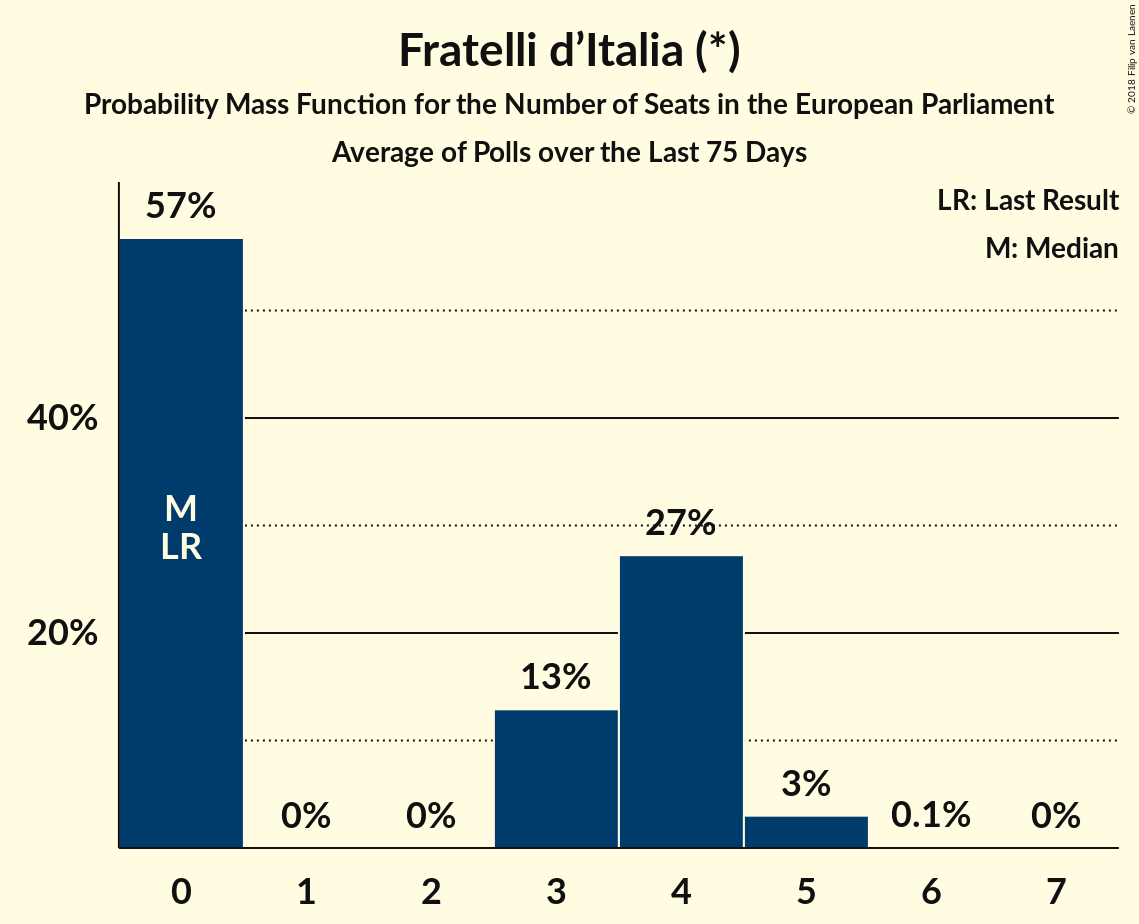 Fratelli d’Italia (*)
Probability Mass Function for the Number of Seats in the European Parliament
Average of Polls over the Last 75 Days
© 2018 Filip van Laenen
LR: Last Result
M: Median
57%
40%
M
LR
27%
20%
13%
3%
0%
0%
0.1%
0%
0 1 2 3 4 5 6 7